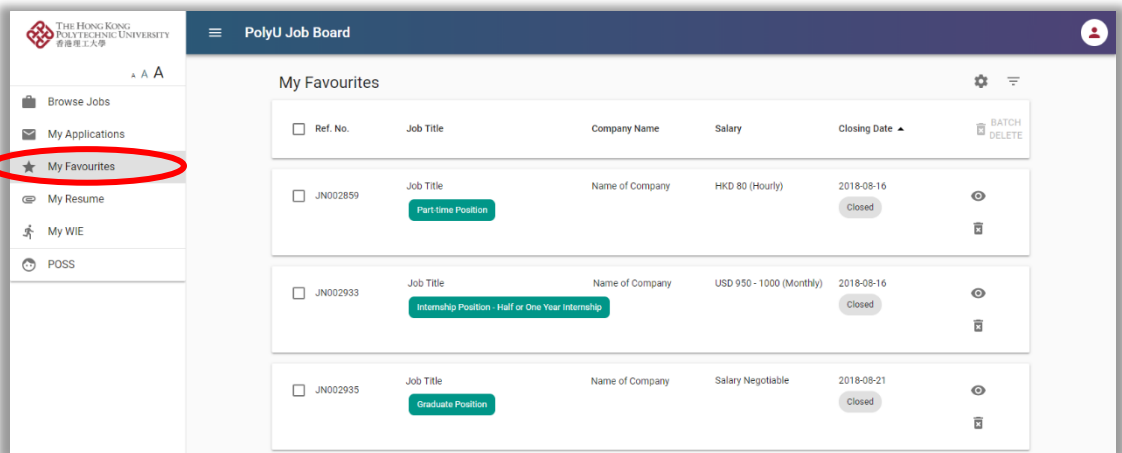 THE HONG KONG
POLYTECHNIC UNIVERSITY
香港理工大學
PolyU Job Board
A A A
Browse Jobs
My Applications
My Favourites
My Resume
My WIE
POSS
My Favourites
Ref. No. Job Title Company Name Salary Closing Date BATCH DELETE
JN002859 Job Title Name of Company HKD 80 (Hourly) 2018-08-16
Part-time Position Closed
JN002933 Job Title Name of Company USD 950 - 1000 (Monthly) 2018-08-16
Internship Position - Half or One Year Internship Closed
JN002935 Job Title Name of Company Salary Negotiable 2018-08-21
Graduate Position Closed